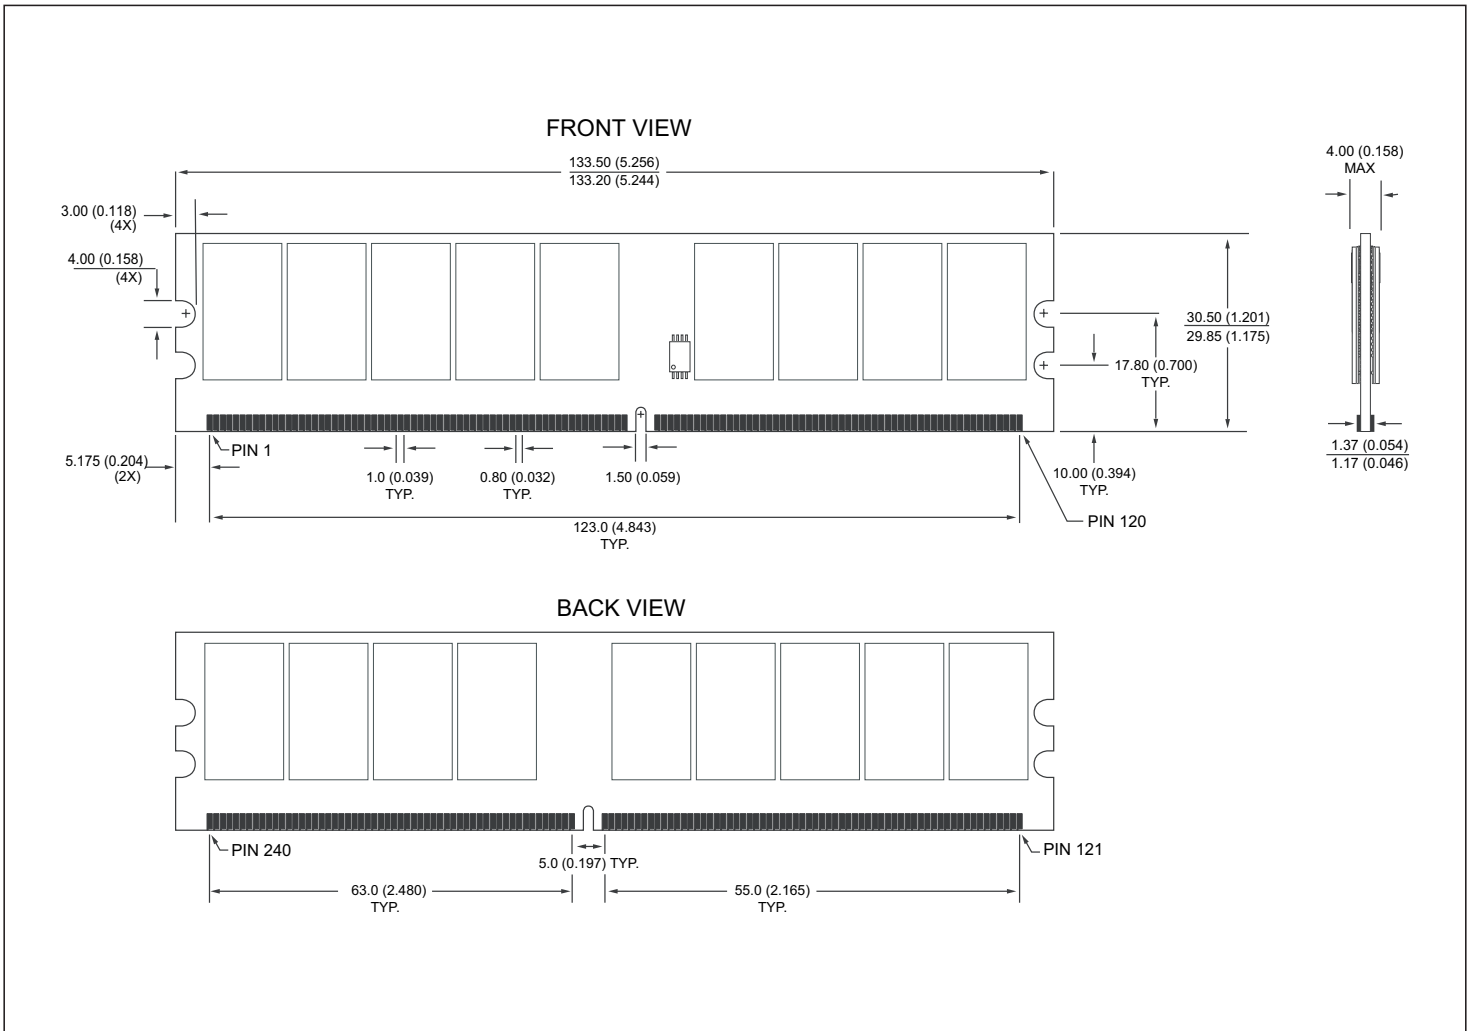 FRONT VIEW
133.50 (5.256)
133.20 (5.244)
4.00 (0.158)
MAX
3.00 (0.118)
(4X)
4.00 (0.158)
(4X)
30.50 (1.201)
29.85 (1.175)
17.80 (0.700)
TYP.
PIN 1
5.175 (0.204)
(2X)
1.0 (0.039)
TYP.
0.80 (0.032)
TYP.
1.50 (0.059)
10.00 (0.394)
TYP.
1.37 (0.054)
1.17 (0.046)
PIN 120
123.0 (4.843)
TYP.
BACK VIEW
PIN 240
PIN 121
5.0 (0.197) TYP.
63.0 (2.480)
TYP.
55.0 (2.165)
TYP.